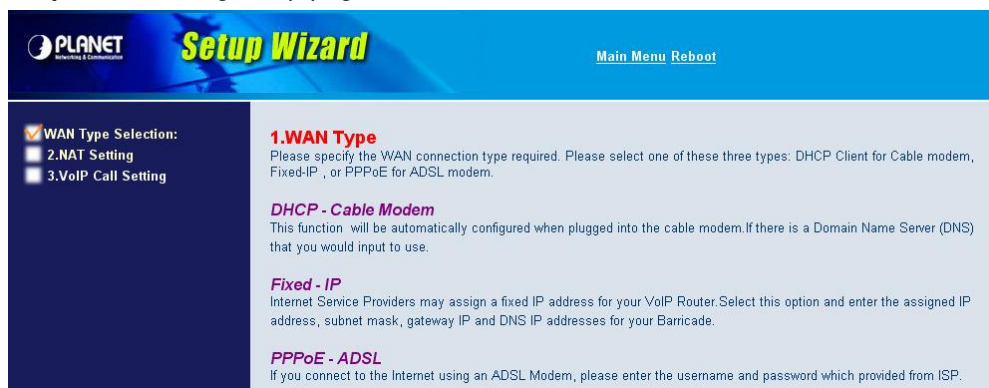 PLANET
Networking & Communication
Setup Wizard
Main Menu Reboot
WAN Type Selection:
2.NAT Setting
3.VoIP Call Setting
1.WAN Type
Please specify the WAN connection type required. Please select one of these three types: DHCP Client for Cable modem,
Fixed-IP , or PPPoE for ADSL modem.
DHCP - Cable Modem
This function will be automatically configured when plugged into the cable modem.If there is a Domain Name Server (DNS)
that you would input to use.
Fixed - IP
Internet Service Providers may assign a fixed IP address for your VoIP Router.Select this option and enter the assigned IP
address, subnet mask, gateway IP and DNS IP addresses for your Barricade.
PPPoE - ADSL
If you connect to the Internet using an ADSL Modem, please enter the username and password which provided from ISP.